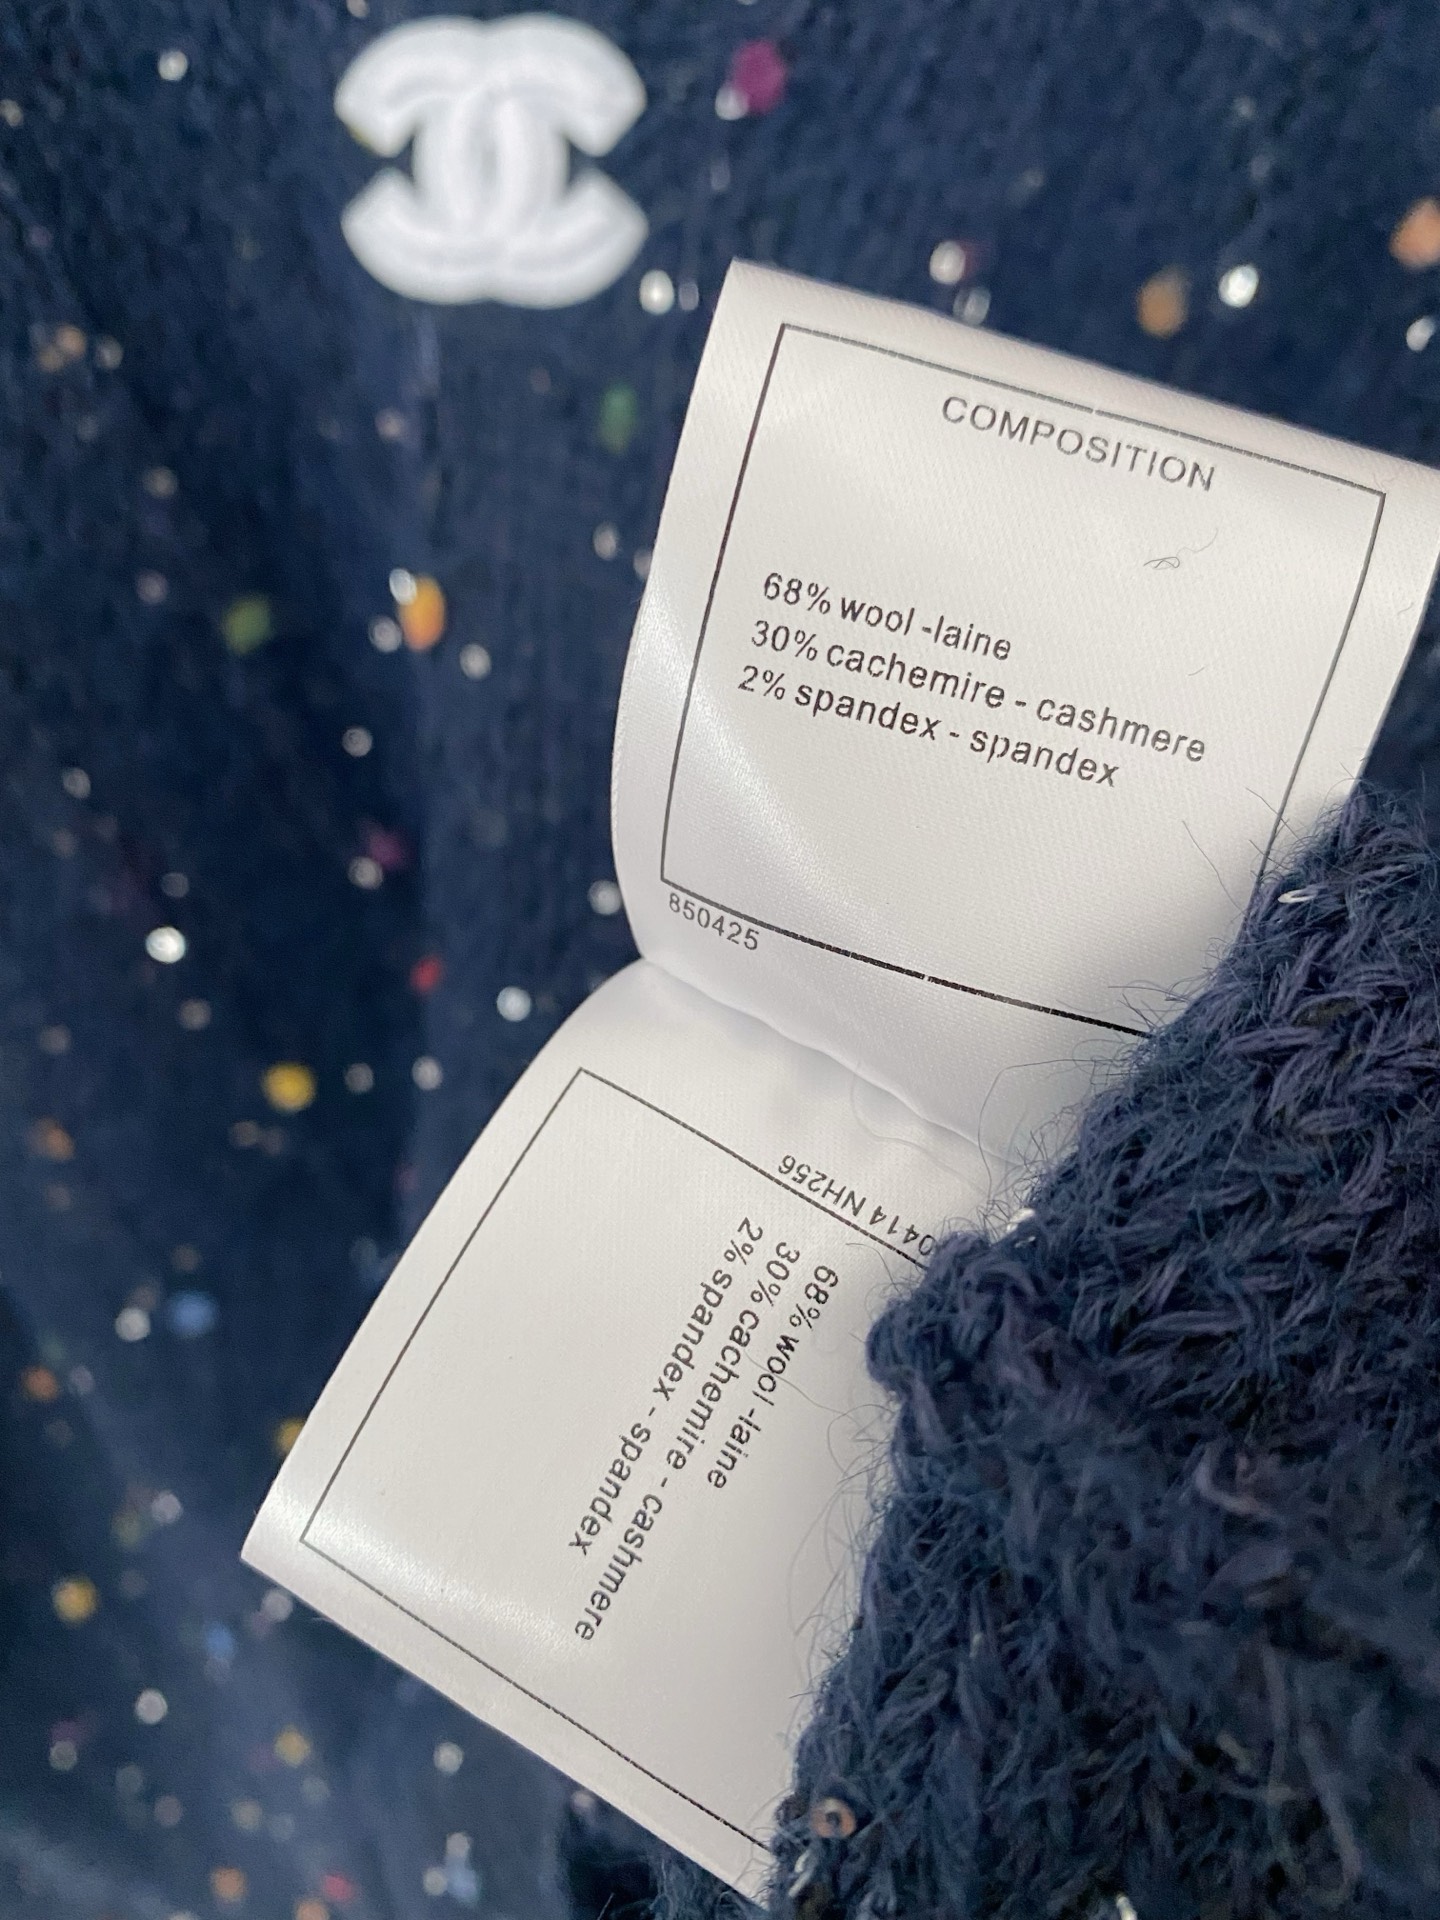 COMPOSITION
68% wool -laine
30% cachemire - cashmere
2% spandex - spandex
850425
0414 NH256
68% wool -laine
30% cachemire - cashmere
2% spandex - spandex